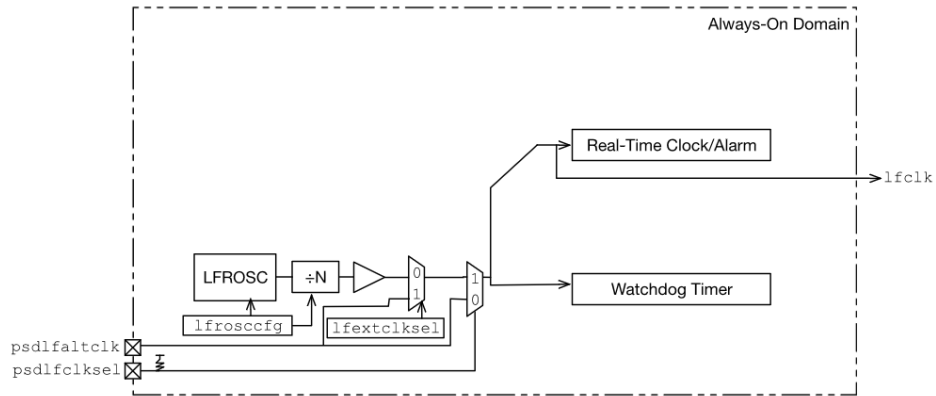 Always-On Domain
Real-Time Clock/Alarm
lfclk
LFROSC
÷N
0
1
1
0
Watchdog Timer
lfrosccfg
lfextclksel
psdlfaltclk
psdlfclksel